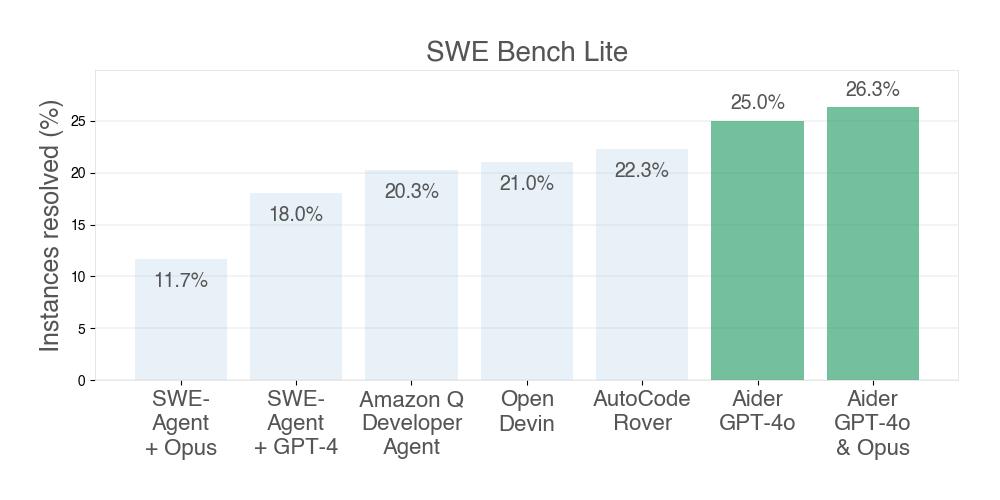 SWE Bench Lite
Instances resolved (%)
25
20
15
10
5
0
11.7%
18.0%
20.3%
21.0%
22.3%
25.0%
26.3%
SWE-
Agent
+ Opus
SWE-
Agent
+ GPT-4
Amazon Q
Developer
Agent
Open
Devin
AutoCode
Rover
Aider
GPT-4o
Aider
GPT-4o
& Opus